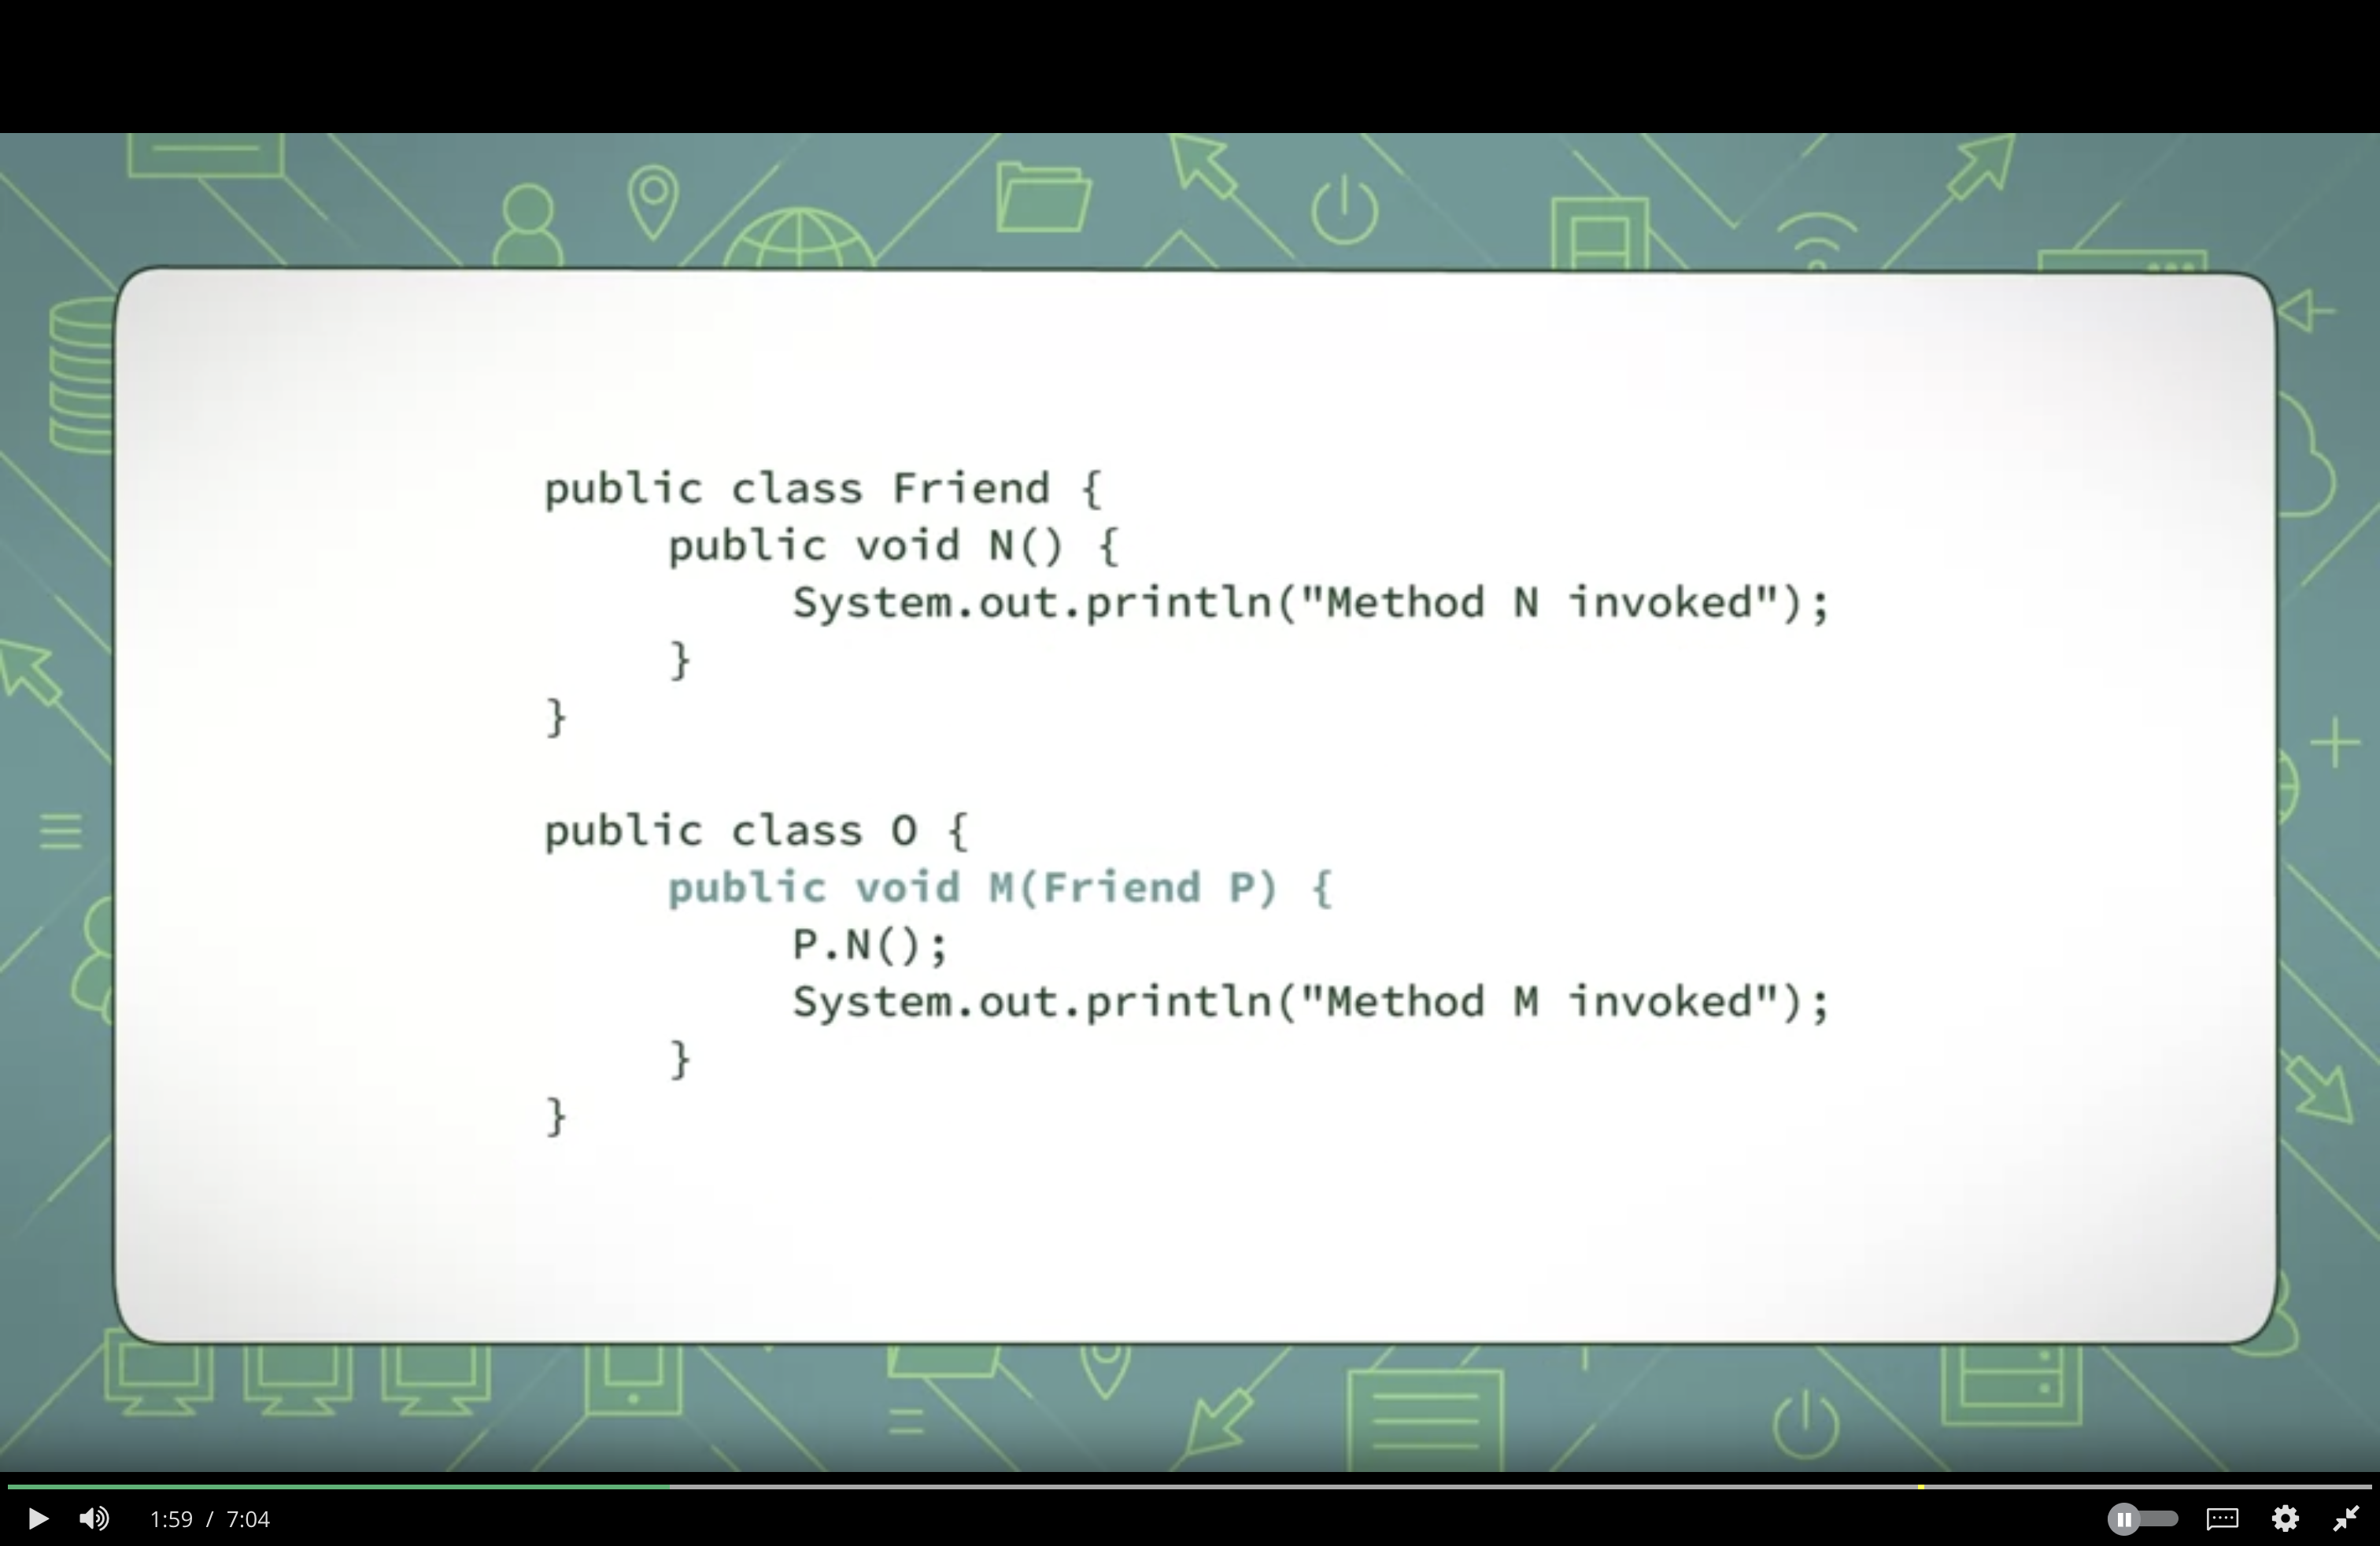 public class Friend {
public void N() {
System.out.println("Method N invoked");
}
}
public class O {
public void M(Friend P) {
P.N();
System.out.println("Method M invoked");
}
}
1:59 / 7:04